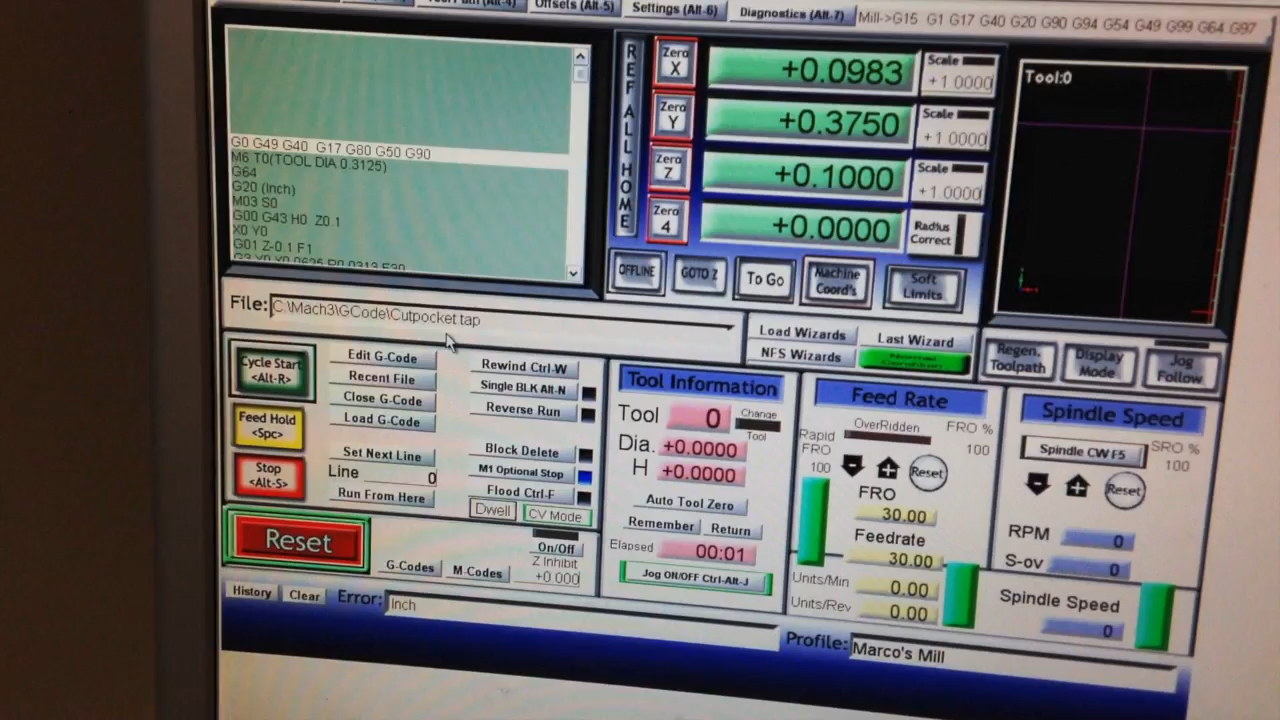 Tool Path (Alt-4) Offsets (Alt-5) Settings (Alt-6) Diagnostics (Alt-7) Mill->G15 G1 G17 G40 G20 G90 G94 G54 G49 G99 G64 G97
G0 G49 G40 G17 G80 G50 G90
M6 T0(TOOL DIA 0.3125)
G64
G20 (Inch)
M03 S0
G00 G43 H0 Z0.1
X0 Y0
G01 Z-0.1 F1
REF ALL HOME
Zero X +0.0983 Scale +1.0000
Zero Y +0.3750 Scale +1.0000
Zero Z +0.1000 Scale +1.0000
Zero 4 +0.0000 Radius Correct
OFFLINE GOTO Z To Go Machine Coord's Soft Limits
Tool:0
File: C:\Mach3\GCode\Cutpocket.tap
Load Wizards Last Wizard
NFS Wizards Normal Condition
Regen. Toolpath Display Mode Jog Follow
Cycle Start <Alt-R>
Feed Hold <Spc>
Stop <Alt-S>
Edit G-Code
Recent File
Close G-Code
Load G-Code
Set Next Line
Line 0
Run From Here
Rewind Ctrl-W
Single BLK Alt-N
Reverse Run
Block Delete
M1 Optional Stop
Flood Ctrl-F
Dwell CV Mode
Reset
G-Codes M-Codes
On/Off
Z Inhibit
+0.000
Tool Information
Tool 0 Change Tool
Dia. +0.0000
H +0.0000
Auto Tool Zero
Remember Return
Elapsed 00:01
Jog ON/OFF Ctrl-Alt-J
Feed Rate
OverRidden FRO %
Rapid FRO 100 100
Reset
FRO
30.00
Feedrate
30.00
Units/Min 0.00
Units/Rev 0.00
Spindle Speed
Spindle CW F5 SRO %
100
Reset
RPM 0
S-ov 0
Spindle Speed
0
History Clear Error: Inch
Profile: Marco's Mill